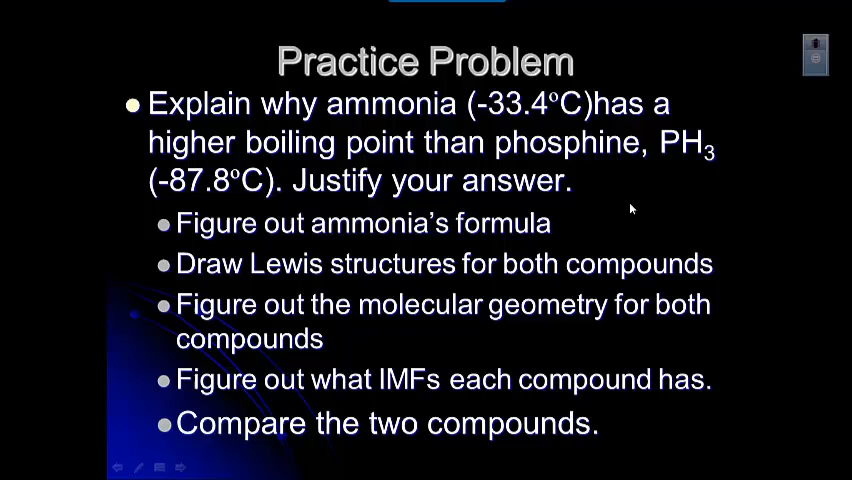 Practice Problem
Explain why ammonia (-33.4ºC)has a
higher boiling point than phosphine, PH₃
(-87.8ºC). Justify your answer.
Figure out ammonia’s formula
Draw Lewis structures for both compounds
Figure out the molecular geometry for both
compounds
Figure out what IMFs each compound has.
Compare the two compounds.